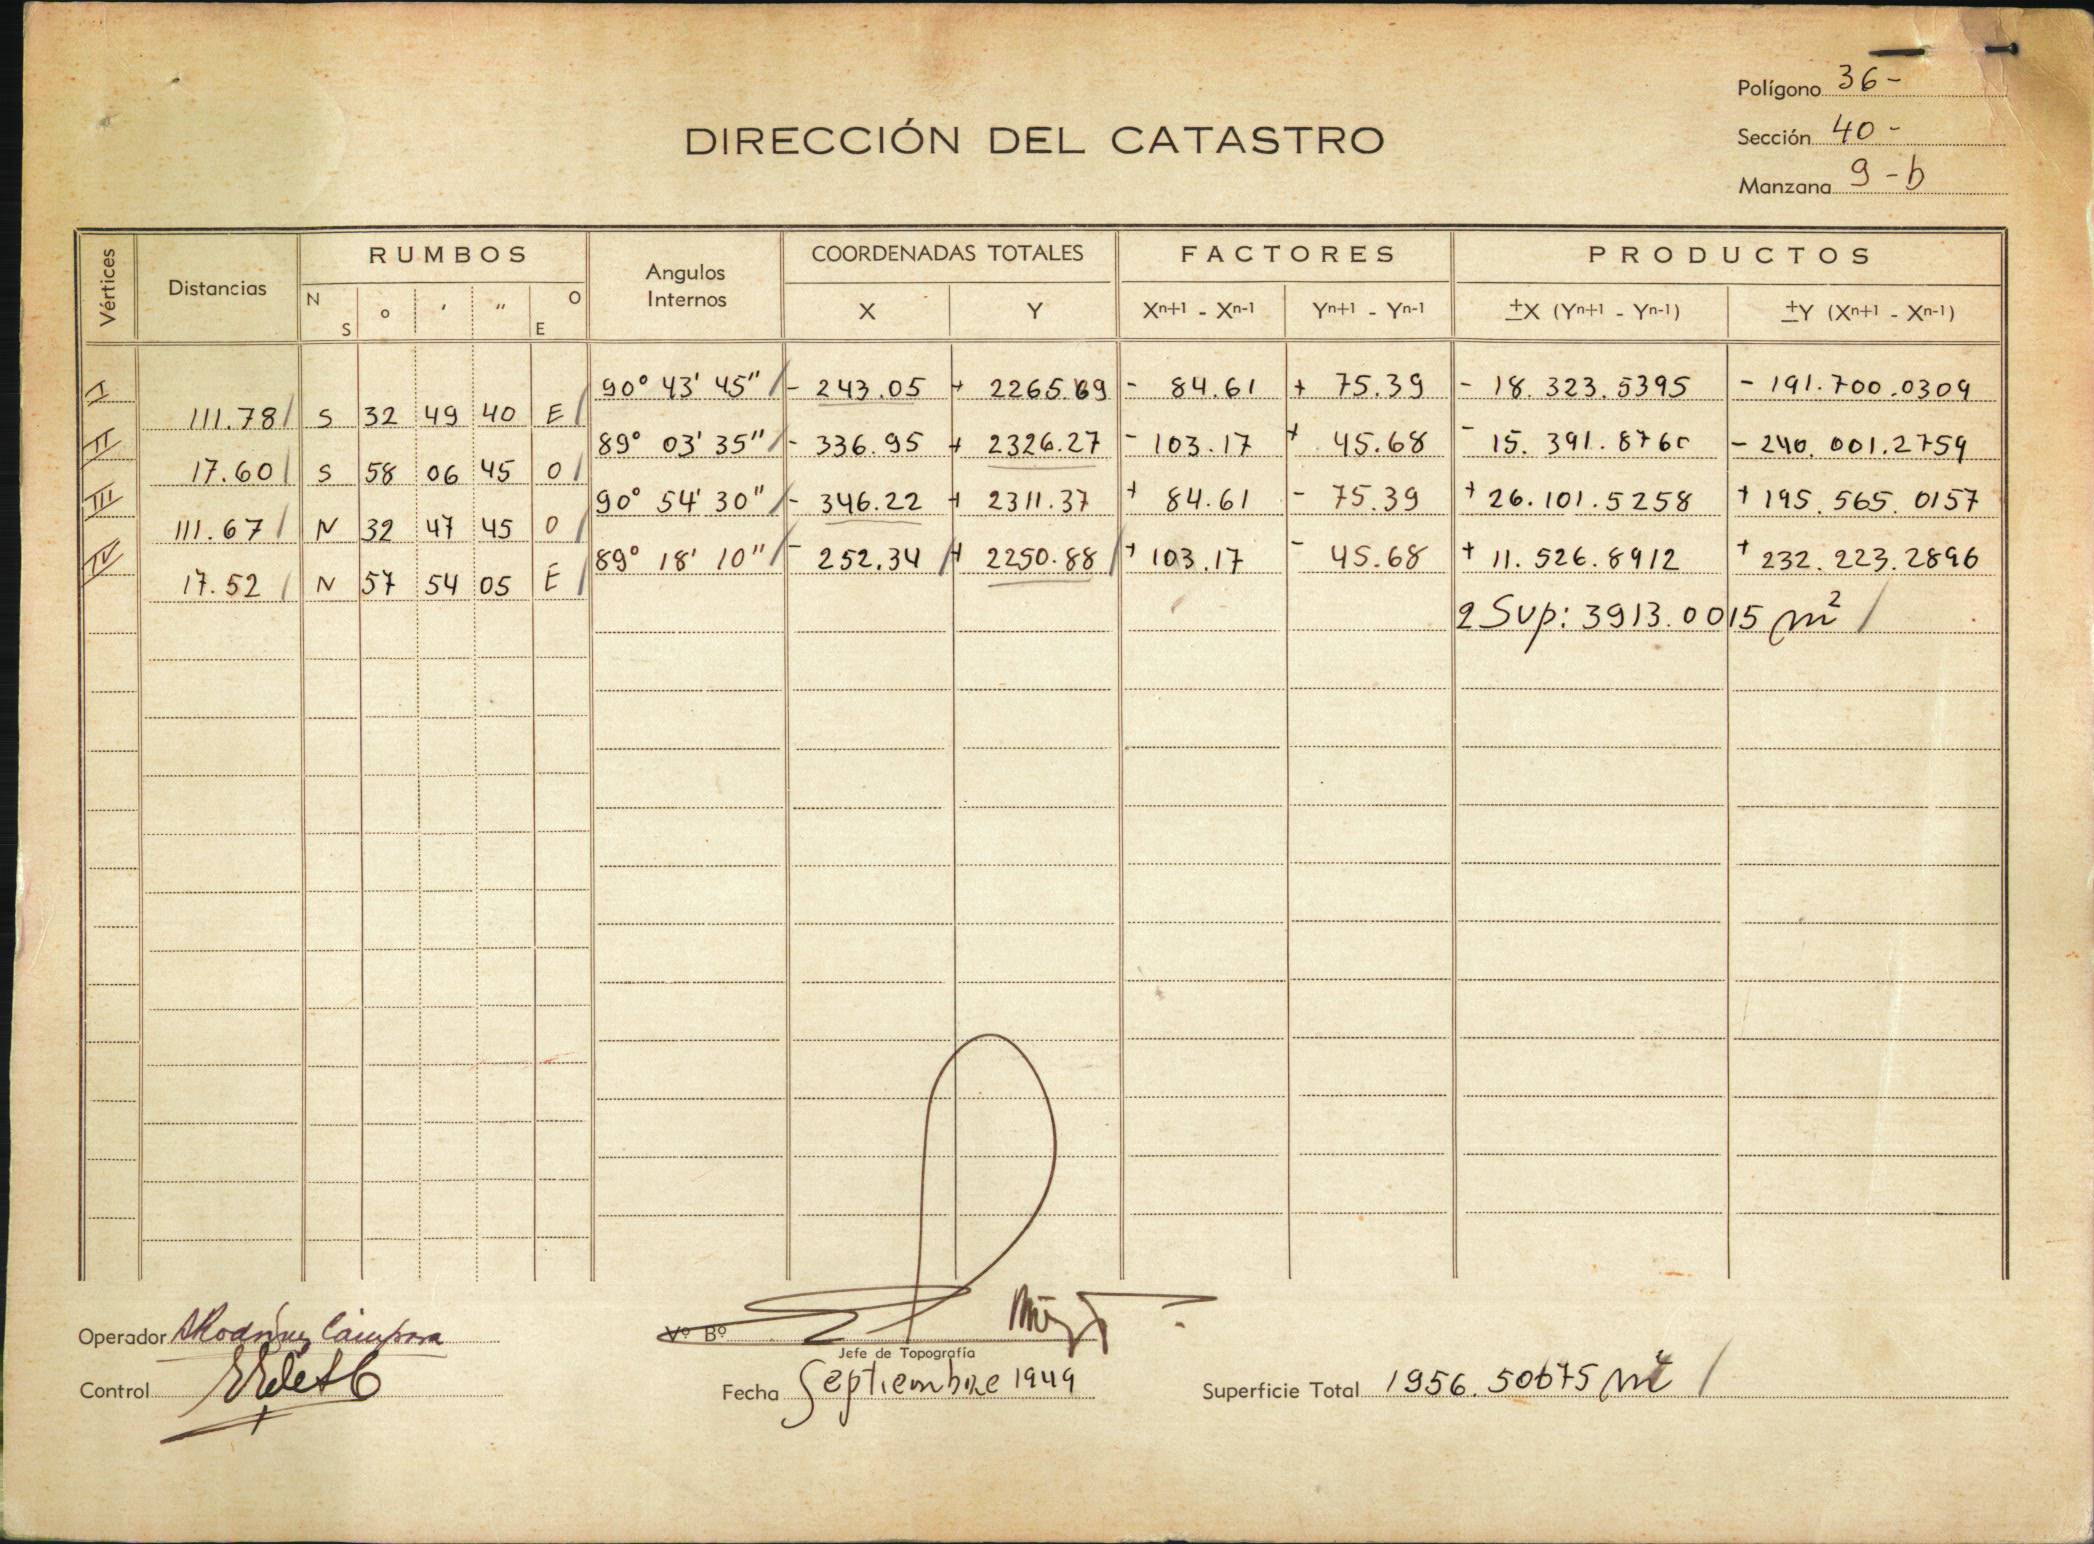 Polígono 36 -
DIRECCIÓN DEL CATASTRO
Sección 40 -
Manzana 9 - b
Vértices Distancias RUMBOS Angulos Internos COORDENADAS TOTALES FACTORES PRODUCTOS
N S ° ' " E O X Y Xn+1 - Xn-1 Yn+1 - Yn-1 ±X (Yn+1 - Yn-1) ±Y (Xn+1 - Xn-1)
I 90° 43' 45" - 243.05 + 2265.69 - 84.61 + 75.39 - 18.323.5395 - 191.700.0309
111.78 S 32 49 40 E
II 89° 03' 35" - 336.95 + 2326.27 - 103.17 + 45.68 - 15.391.8760 - 240.001.2759
17.60 S 58 06 45 O
III 90° 54' 30" - 346.22 + 2311.37 + 84.61 - 75.39 + 26.101.5258 + 195.565.0157
111.67 N 32 47 45 O
IV 89° 18' 10" - 252.34 + 2250.88 + 103.17 - 45.68 + 11.526.8912 + 232.223.2896
17.52 N 57 54 05 E
2 Sup: 3913.0015 m²
Operador
Vº Bº
Jefe de Topografía
Control
Fecha Septiembre 1949
Superficie Total 1956.50675 m²